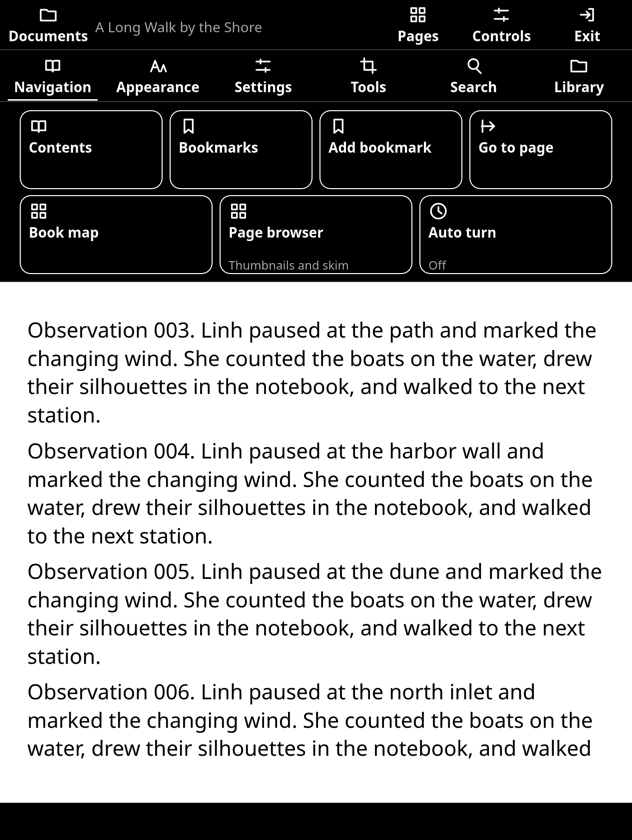 Documents A Long Walk by the Shore Pages Controls Exit
Navigation Appearance Settings Tools Search Library
Contents Bookmarks Add bookmark Go to page
Book map Page browser Auto turn
Thumbnails and skim Off
Observation 003. Linh paused at the path and marked the
changing wind. She counted the boats on the water, drew
their silhouettes in the notebook, and walked to the next
station.
Observation 004. Linh paused at the harbor wall and
marked the changing wind. She counted the boats on the
water, drew their silhouettes in the notebook, and walked
to the next station.
Observation 005. Linh paused at the dune and marked the
changing wind. She counted the boats on the water, drew
their silhouettes in the notebook, and walked to the next
station.
Observation 006. Linh paused at the north inlet and
marked the changing wind. She counted the boats on the
water, drew their silhouettes in the notebook, and walked